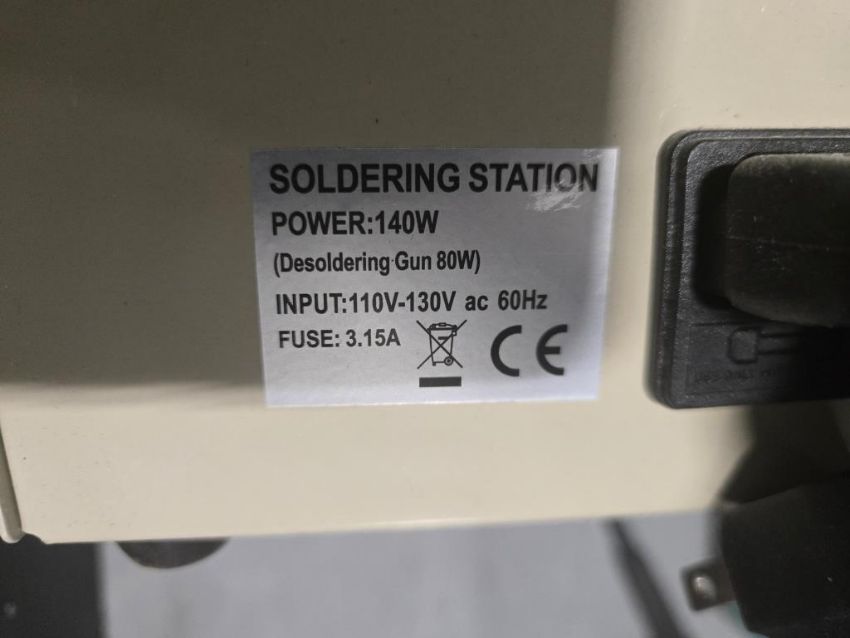 SOLDERING STATION
POWER:140W
(Desoldering Gun 80W)
INPUT:110V-130V ac 60Hz
FUSE: 3.15A
CE